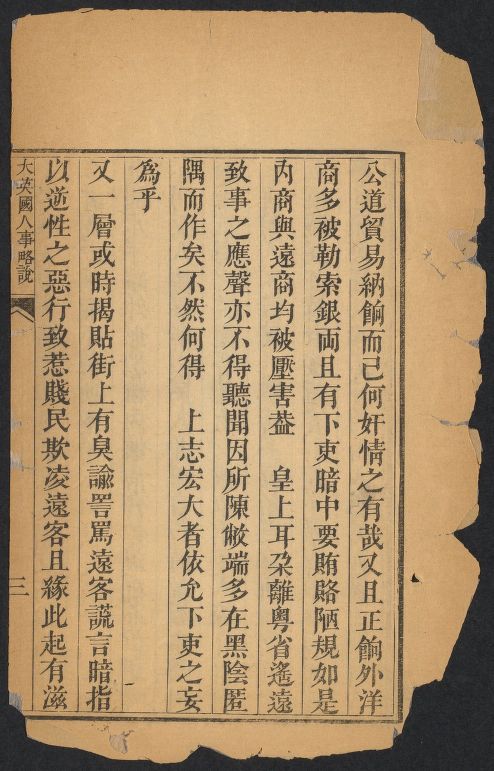 公道貿易納餉而已何奸情之有哉又且正餉外洋
商多被勒索銀両且有下吏暗中要賄賂陋規如是
內商與遠商均被壓害葢　皇上耳朶離粵省遙遠
致事之應聲亦不得聽聞因所陳敝端多在黑陰匿
隅而作矣不然何得　上志宏大者依允下吏之妄
為乎
又一層或時揭貼街上有臭諭詈罵遠客謊言暗指
以逆性之惡行致惹賤民欺凌遠客且緣此起有滋
大英國人事略說
三